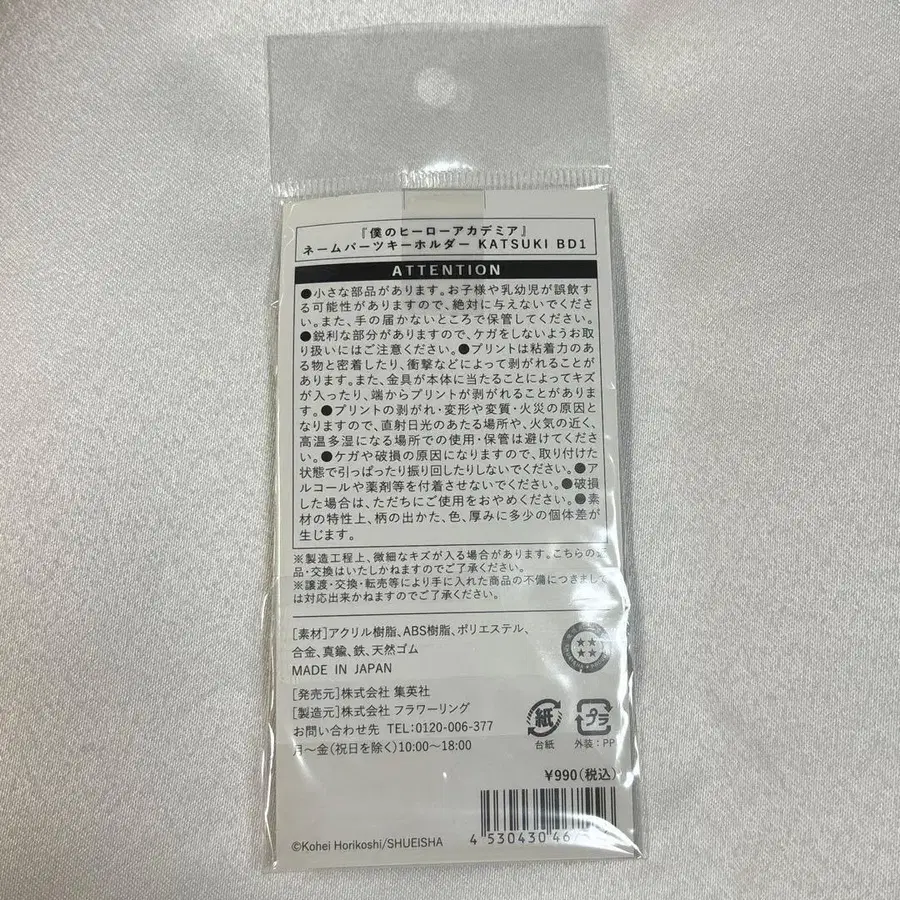 『僕のヒーローアカデミア』
ネームパーツキーホルダー KATSUKI BD1
ATTENTION
●小さな部品があります。お子様や乳幼児が誤飲す
る可能性がありますので、絶対に与えないでくださ
い。また、手の届かないところで保管してください。
●鋭利な部分がありますので、ケガをしないようお取
り扱いにはご注意ください。●プリントは粘着力のあ
る物と密着したり、衝撃などによって剥がれることが
あります。また、金具が本体に当たることによってキズ
が入ったり、端からプリントが剥がれることがありま
す。●プリントの剥がれ・変形や変質・火災の原因と
なりますので、直射日光のあたる場所や、火気の近く、
高温多湿になる場所での使用・保管は避けてくださ
い。●ケガや破損の原因になりますので、取り付けた
状態で引っぱったり振り回したりしないでください。●ア
ルコールや薬剤等を付着させないでください。●破損
した場合は、ただちにご使用をおやめください。●素
材の特性上、柄の出かた、色、厚みに多少の個体差が
生じます。
※製造工程上、微細なキズが入る場合があります。こちらの返
品・交換はいたしかねますのでご了承ください。
※譲渡・交換・転売等により手に入れた商品の不備につきまして
は対応出来かねますのでご了承ください。
[素材]アクリル樹脂、ABS樹脂、ポリエステル、
合金、真鍮、鉄、天然ゴム
MADE IN JAPAN
[発売元]株式会社 集英社
[製造元]株式会社 フラワーリング
お問い合わせ先 TEL:0120-006-377
月〜金(祝日を除く)10:00〜18:00
紙
台紙
プラ
外装:PP
¥990(税込)
4 530430 467
©Kohei Horikoshi/SHUEISHA